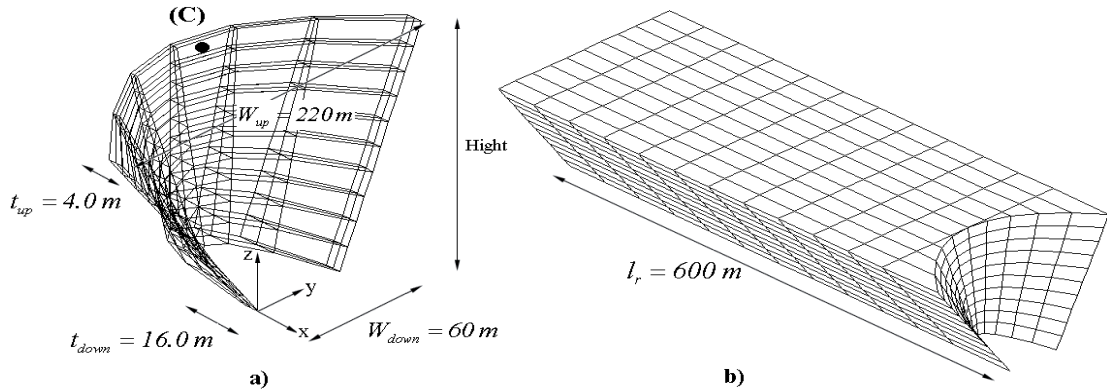 (C)
W_up 220 m
Hight
t_up = 4.0 m
z
y
x
t_down = 16.0 m
W_down = 60 m
a)
l_r = 600 m
b)